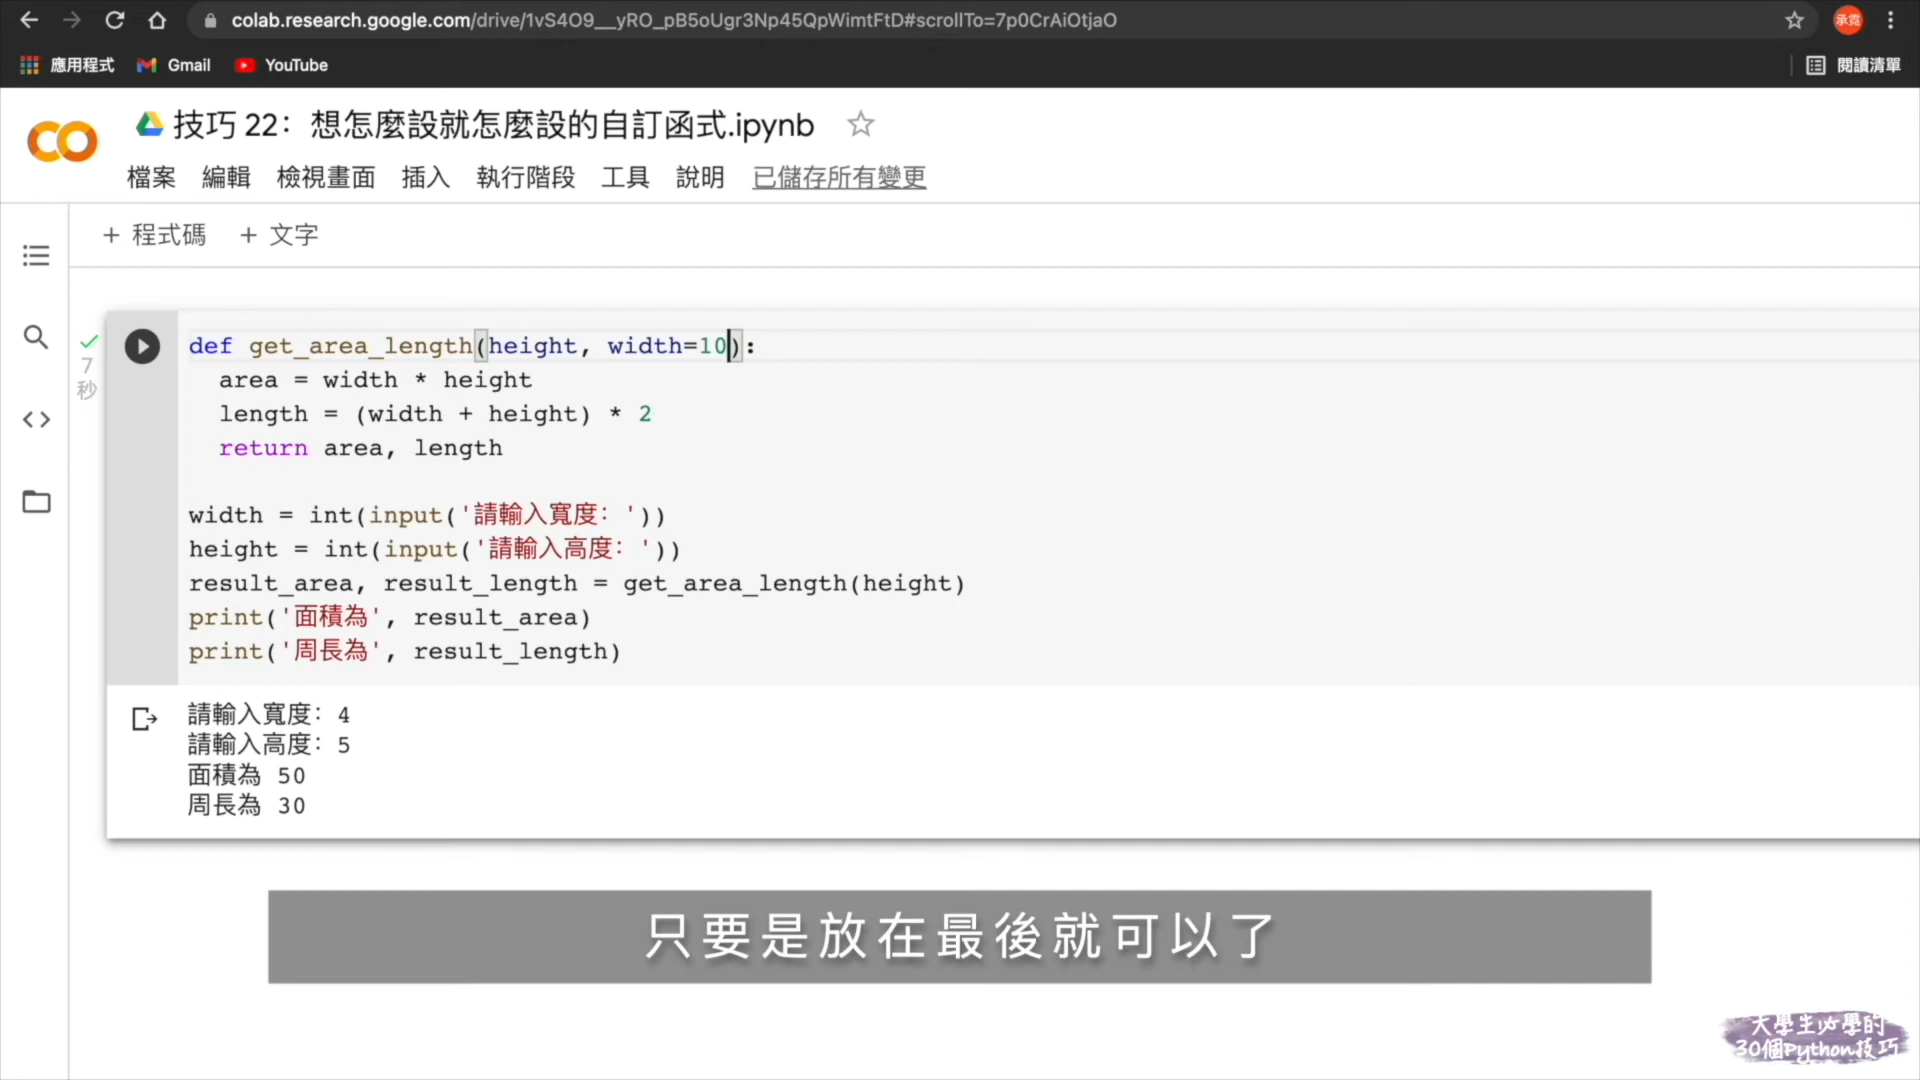 colab.research.google.com/drive/1vS4O9__yRO_pB5oUgr3Np45QpWimtFtD#scrollTo=7p0CrAiOtjaO
承霓
應用程式 Gmail YouTube 閱讀清單
技巧 22：想怎麼設就怎麼設的自訂函式.ipynb
檔案 編輯 檢視畫面 插入 執行階段 工具 說明 已儲存所有變更
+ 程式碼 + 文字
7
秒
def get_area_length(height, width=10):
  area = width * height
  length = (width + height) * 2
  return area, length
width = int(input('請輸入寬度：'))
height = int(input('請輸入高度：'))
result_area, result_length = get_area_length(height)
print('面積為', result_area)
print('周長為', result_length)
請輸入寬度：4
請輸入高度：5
面積為 50
周長為 30
只要是放在最後就可以了
大學生必學的
30個Python技巧